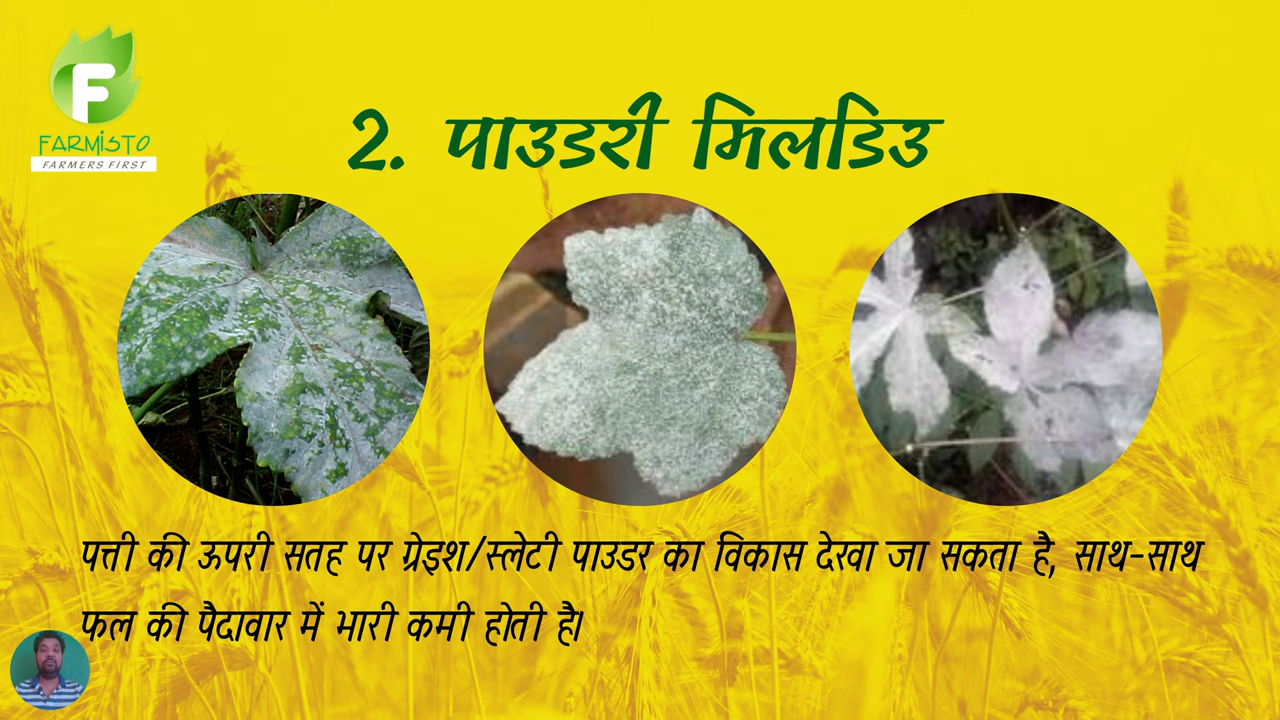 F
FARMiSTO
FARMERS FIRST
2. पाउडरी मिलडिउ
पत्ती की ऊपरी सतह पर ग्रेइश/स्लेटी पाउडर का विकास देखा जा सकता है, साथ-साथ
फल की पैदावार में भारी कमी होती है।